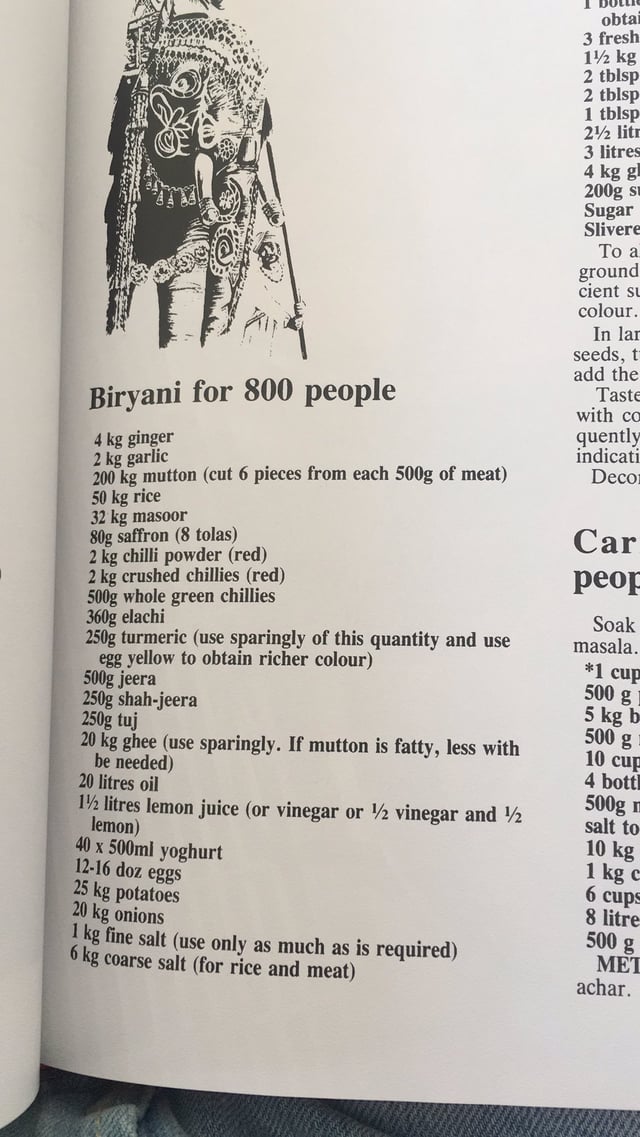 Biryani for 800 people
4 kg ginger
2 kg garlic
200 kg mutton (cut 6 pieces from each 500g of meat)
50 kg rice
32 kg masoor
80g saffron (8 tolas)
2 kg chilli powder (red)
2 kg crushed chillies (red)
500g whole green chillies
360g elachi
250g turmeric (use sparingly of this quantity and use
egg yellow to obtain richer colour)
500g jeera
250g shah-jeera
250g tuj
20 kg ghee (use sparingly. If mutton is fatty, less with
be needed)
20 litres oil
1½ litres lemon juice (or vinegar or ½ vinegar and ½
lemon)
40 x 500ml yoghurt
12-16 doz eggs
25 kg potatoes
20 kg onions
1 kg fine salt (use only as much as is required)
6 kg coarse salt (for rice and meat)
3 fresh
1½ kg
2 tblsp
2 tblsp
1 tblsp
2½
3 litres
4 kg
200g
Sugar
To
ground
colour.
In
seeds,
add the
Taste
with
Soak
masala.
*1 cup
500 g
5 kg
500 g
10
4
500g
salt to
10 kg
1 kg
6 cups
8
500 g
achar.